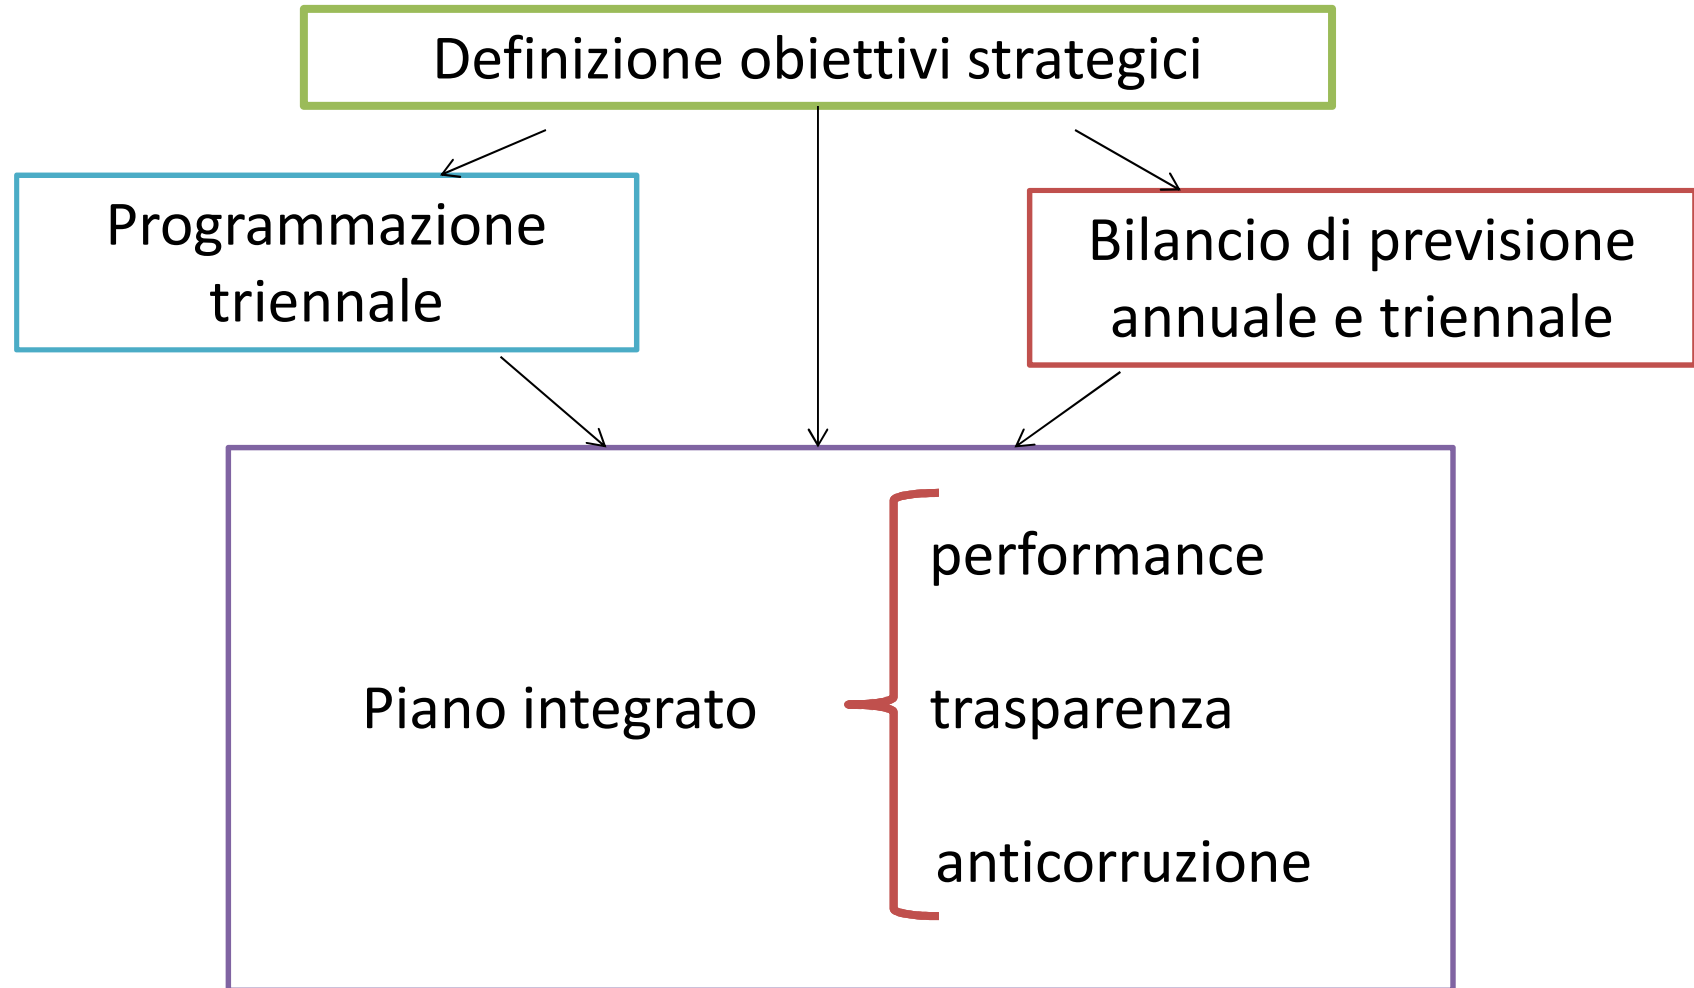 Definizione obiettivi strategici
Programmazione
triennale
Bilancio di previsione
annuale e triennale
performance
Piano integrato
trasparenza
anticorruzione